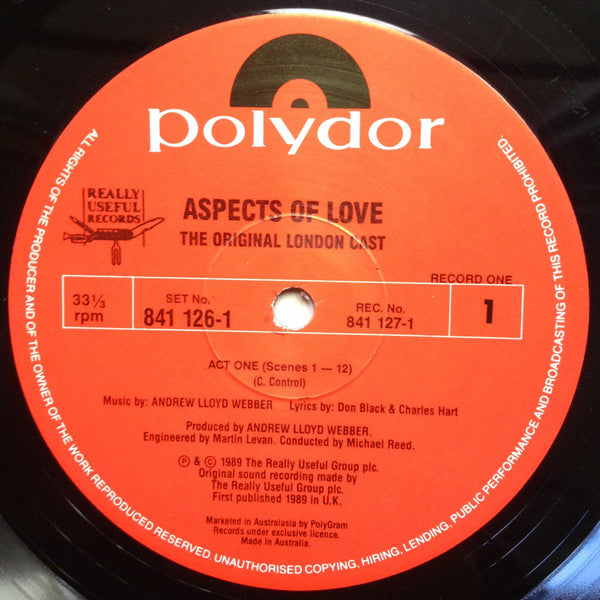 polydor
REALLY
USEFUL
RECORDS
ASPECTS OF LOVE
THE ORIGINAL LONDON CAST
RECORD ONE
33⅓
rpm
SET No.
841 126-1
REC. No.
841 127-1
1
ACT ONE (Scenes 1 — 12)
(C. Control)
Music by: ANDREW LLOYD WEBBER. Lyrics by: Don Black & Charles Hart
Produced by ANDREW LLOYD WEBBER.
Engineered by Martin Levan. Conducted by Michael Reed.
℗ & © 1989 The Really Useful Group plc.
Original sound recording made by
The Really Useful Group plc.
First published 1989 in U.K.
Marketed in Australasia by PolyGram
Records under exclusive licence.
Made in Australia.
ALL RIGHTS OF THE PRODUCER AND OF THE OWNER OF THE WORK REPRODUCED RESERVED. UNAUTHORISED COPYING, HIRING, LENDING, PUBLIC PERFORMANCE AND BROADCASTING OF THIS RECORD PROHIBITED.